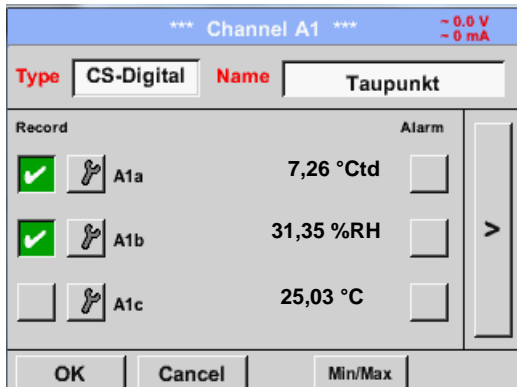 *** Channel A1 ***
~ 0.0 V
~ 0 mA
Type CS-Digital Name Taupunkt
Record Alarm
A1a 7,26 °Ctd
A1b 31,35 %RH
>
A1c 25,03 °C
OK Cancel Min/Max